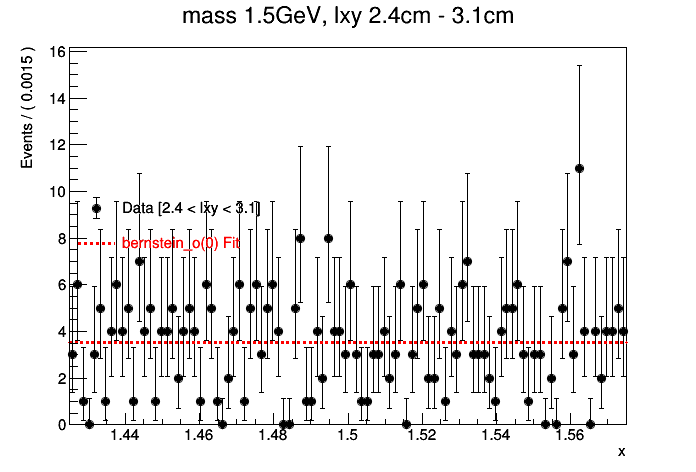 mass 1.5GeV, lxy 2.4cm - 3.1cm
Events / ( 0.0015 )
16
14
12
10
8
6
4
2
0
Data [2.4 < lxy < 3.1]
bernstein_o(0) Fit
1.44 1.46 1.48 1.5 1.52 1.54 1.56
x